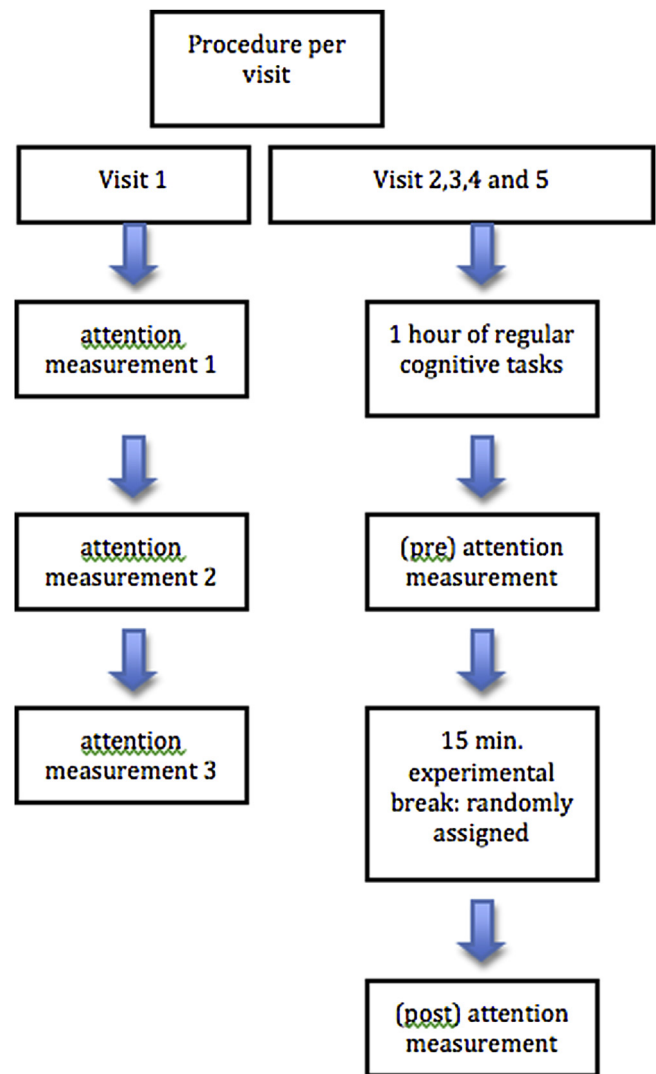 Procedure per
visit
Visit 1
Visit 2,3,4 and 5
attention
measurement 1
1 hour of regular
cognitive tasks
attention
measurement 2
(pre) attention
measurement
attention
measurement 3
15 min.
experimental
break: randomly
assigned
(post) attention
measurement